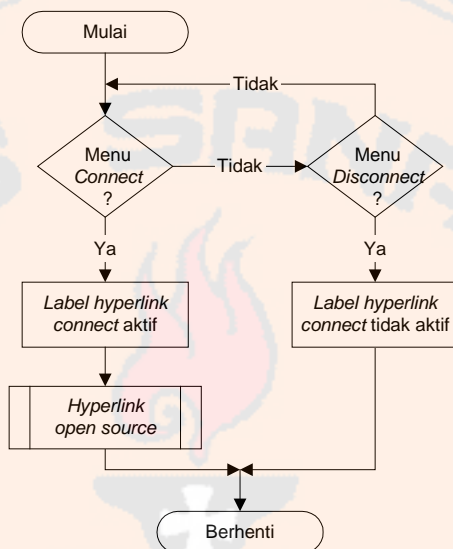 Mulai
Tidak
Menu
Connect
?
Tidak
Menu
Disconnect
?
Ya
Ya
Label hyperlink
connect aktif
Label hyperlink
connect tidak aktif
Hyperlink
open source
Berhenti